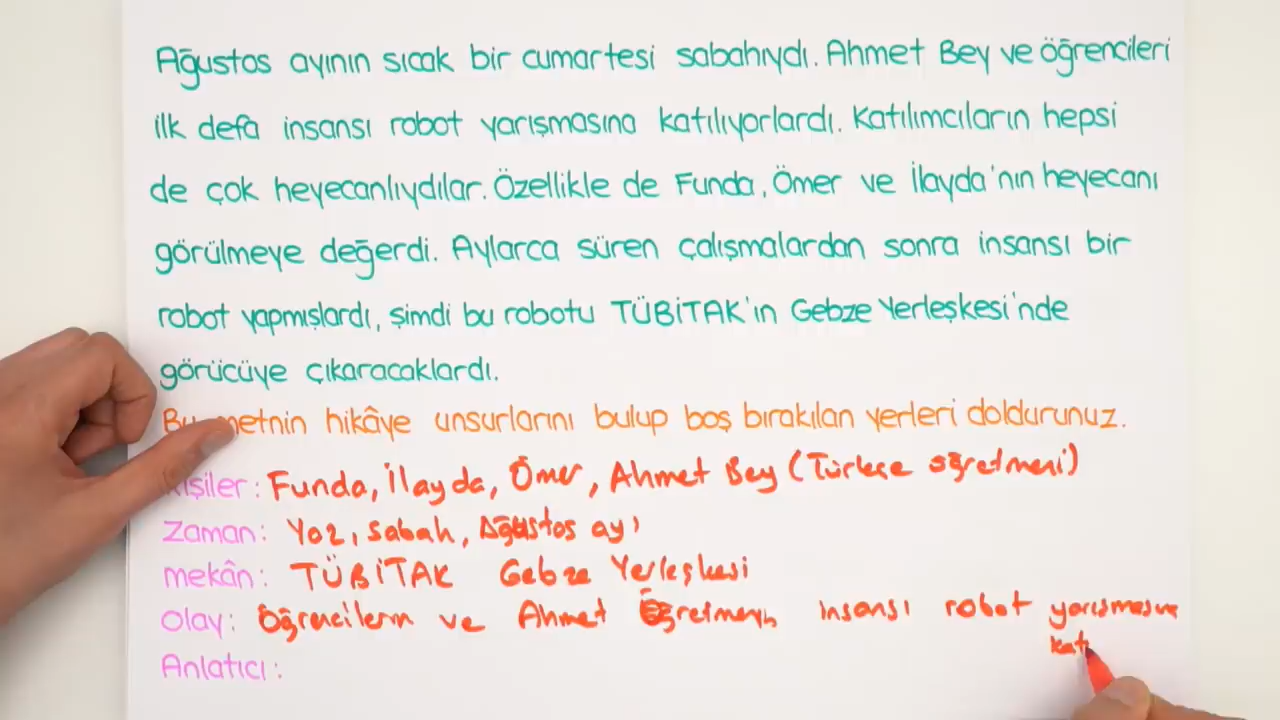 Ağustos ayının sıcak bir cumartesi sabahıydı. Ahmet Bey ve öğrencileri
ilk defa insansı robot yarışmasına katılıyorlardı. Katılımcıların hepsi
de çok heyecanlıydılar. Özellikle de Funda, Ömer ve İlayda'nın heyecanı
görülmeye değerdi. Aylarca süren çalışmalardan sonra insansı bir
robot yapmışlardı, şimdi bu robotu TÜBİTAK'ın Gebze Yerleşkesi'nde
görücüye çıkaracaklardı.
Bu metnin hikâye unsurlarını bulup boş bırakılan yerleri doldurunuz.
Kişiler: Funda, İlayda, Ömer, Ahmet Bey (Türkçe öğretmeni)
Zaman: Yaz, sabah, Ağustos ayı
mekân: TÜBİTAK Gebze Yerleşkesi
Olay: Öğrencilerin ve Ahmet insansı robot yarışmasına
kat
Anlatıcı: